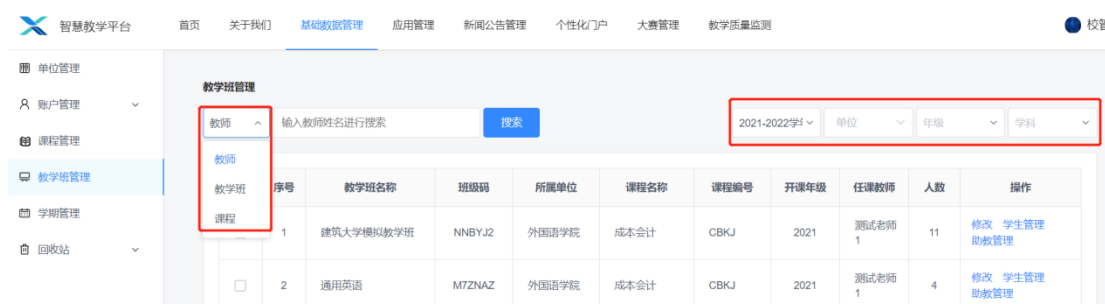 智慧教学平台 首页 关于我们 基础数据管理 应用管理 新闻公告管理 个性化门户 大赛管理 教学质量监测
单位管理
账户管理
课程管理
教学班管理
学期管理
回收站
教学班管理
教师 输入教师姓名进行搜索 搜索 2021-2022学 单位 年级 学科
教师
教学班
课程
序号 教学班名称 班级码 所属单位 课程名称 课程编号 开课年级 任课教师 人数 操作
1 建筑大学模拟教学班 NNBYJ2 外国语学院 成本会计 CBKJ 2021 测试老师1 11 修改 学生管理 助教管理
2 通用英语 M7ZNAZ 外国语学院 成本会计 CBKJ 2021 测试老师1 4 修改 学生管理 助教管理